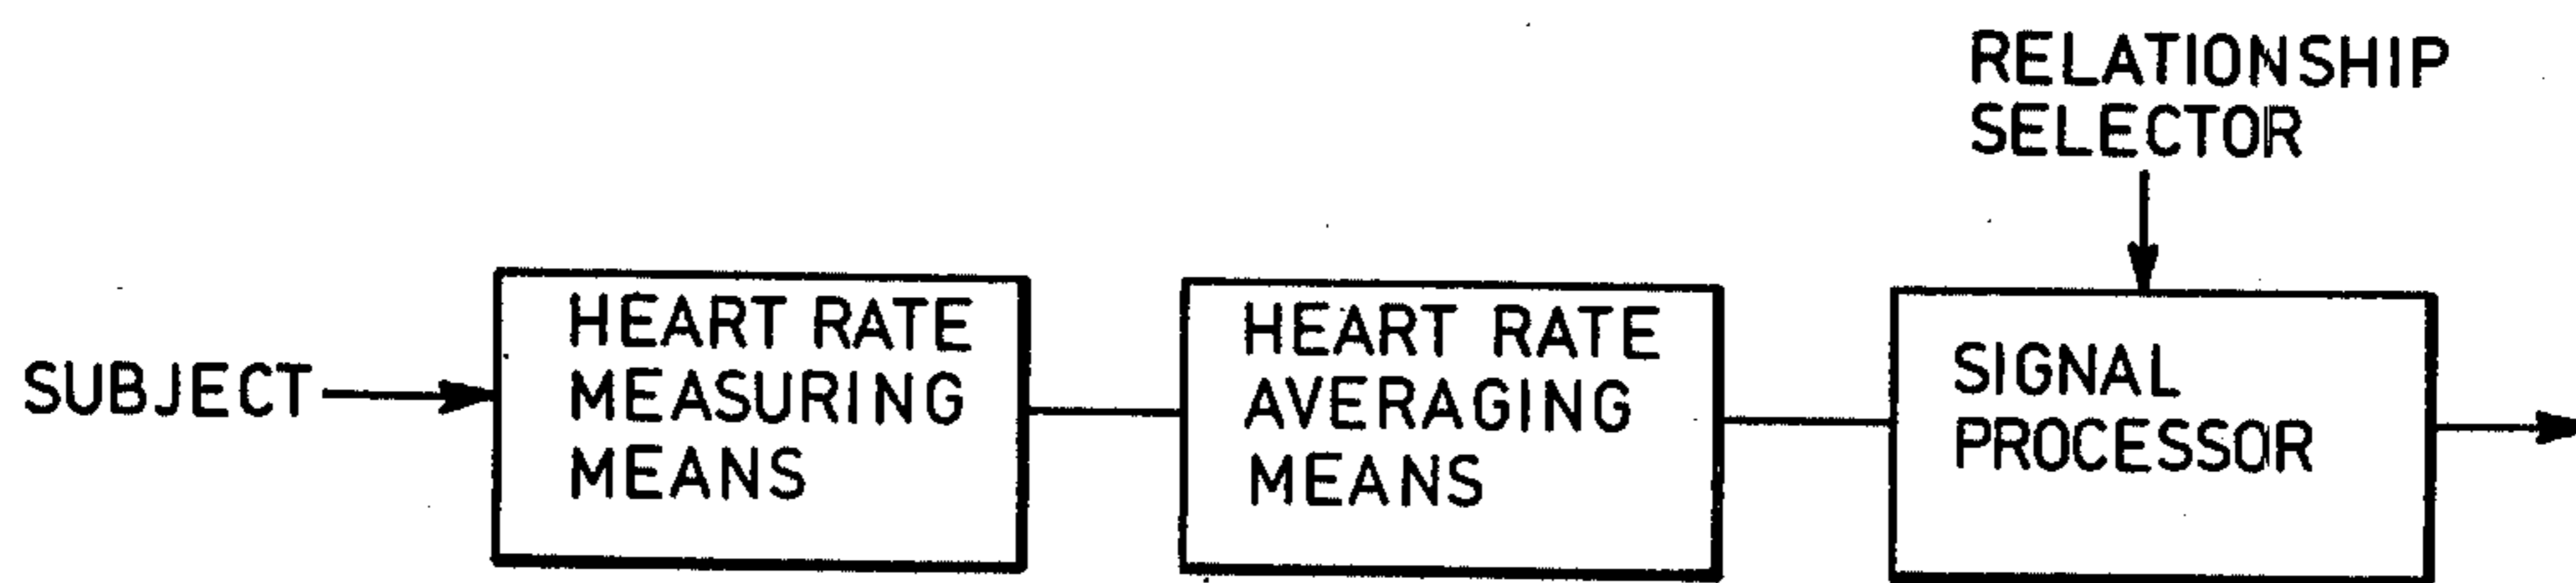 RELATIONSHIP
SELECTOR
SUBJECT
HEART RATE
MEASURING
MEANS
HEART RATE
AVERAGING
MEANS
SIGNAL
PROCESSOR